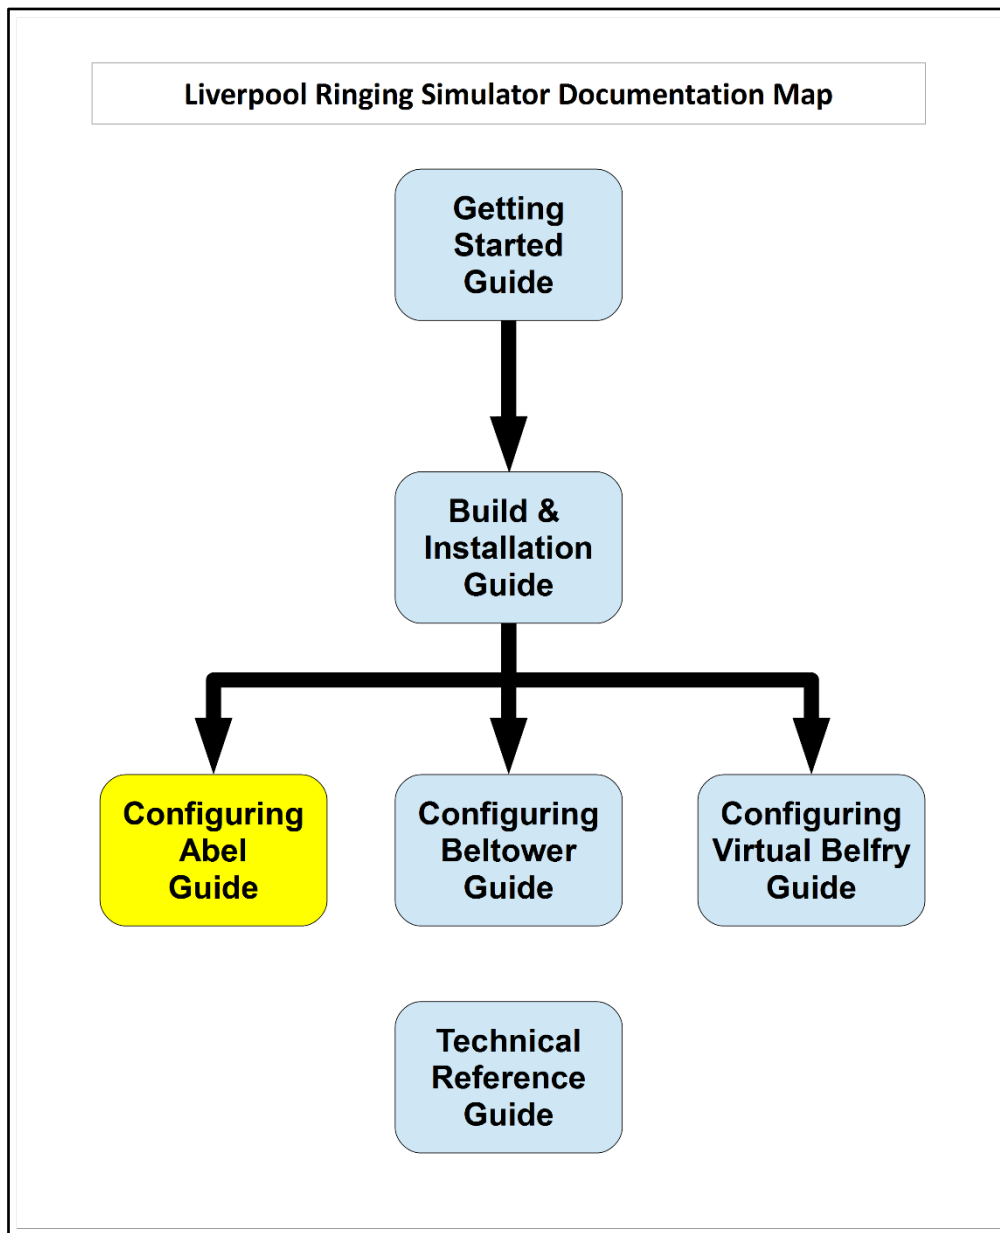 Liverpool Ringing Simulator Documentation Map
Getting
Started
Guide
Build &
Installation
Guide
Configuring
Abel
Guide
Configuring
Beltower
Guide
Configuring
Virtual Belfry
Guide
Technical
Reference
Guide